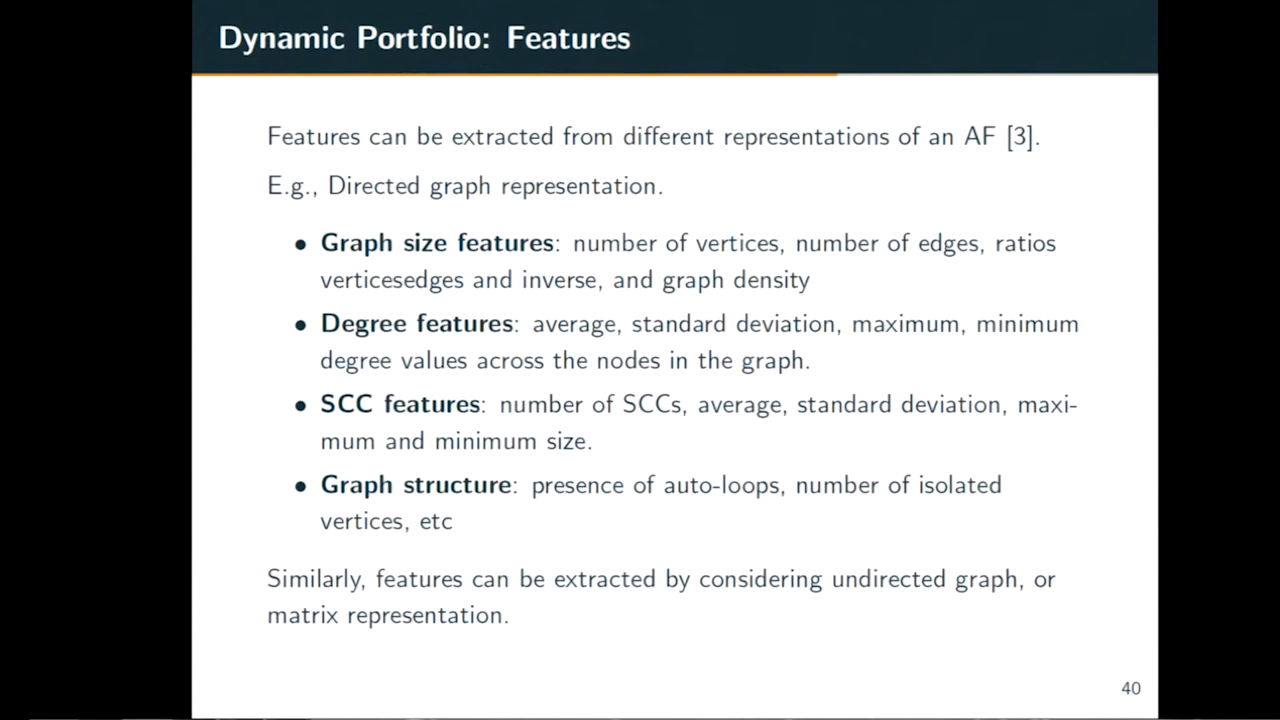 Dynamic Portfolio: Features
Features can be extracted from different representations of an AF [3].
E.g., Directed graph representation.
• Graph size features: number of vertices, number of edges, ratios
verticesedges and inverse, and graph density
• Degree features: average, standard deviation, maximum, minimum
degree values across the nodes in the graph.
• SCC features: number of SCCs, average, standard deviation, maxi-
mum and minimum size.
• Graph structure: presence of auto-loops, number of isolated
vertices, etc
Similarly, features can be extracted by considering undirected graph, or
matrix representation.
40